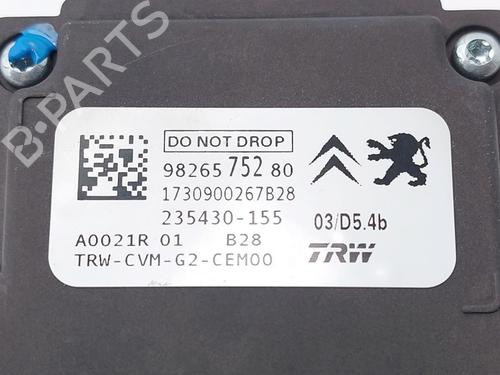 DO NOT DROP
98265 752 80
1730900267B28
235430-155
03/D5.4b
A0021R 01 B28
TRW-CVM-G2-CEM00
TRW
B-PARTS